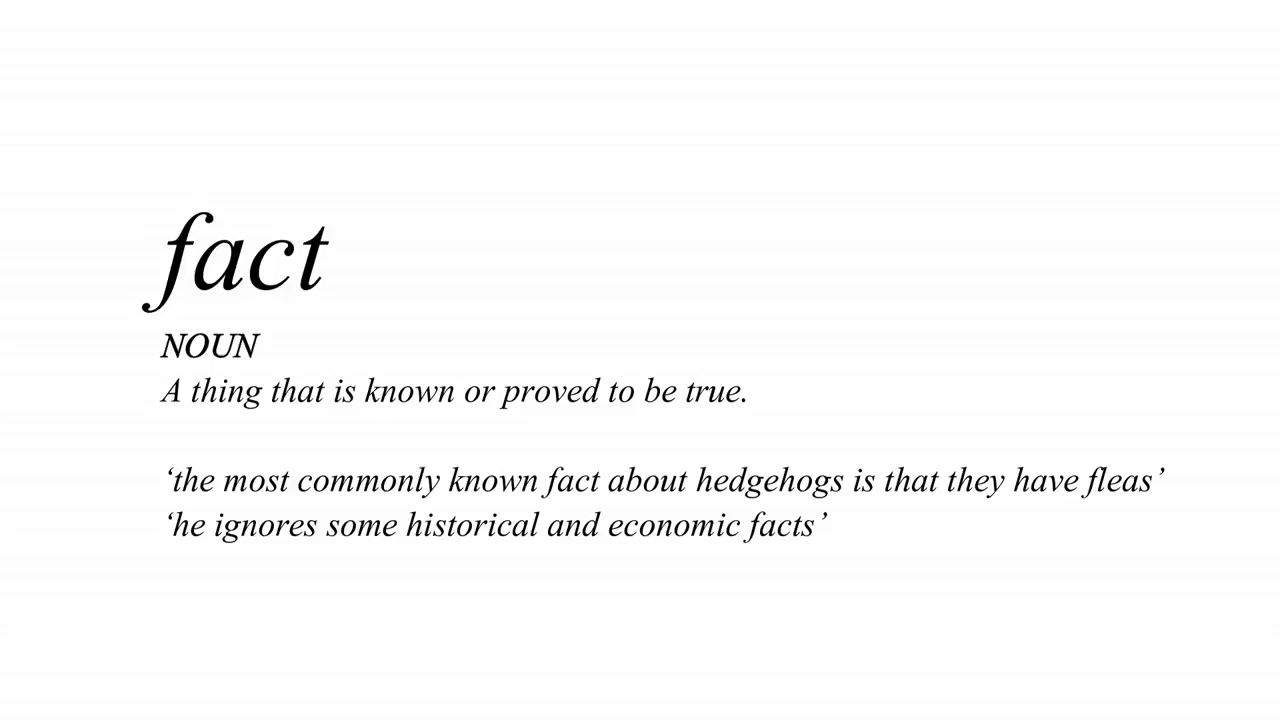 fact
NOUN
A thing that is known or proved to be true.
‘the most commonly known fact about hedgehogs is that they have fleas’
‘he ignores some historical and economic facts’